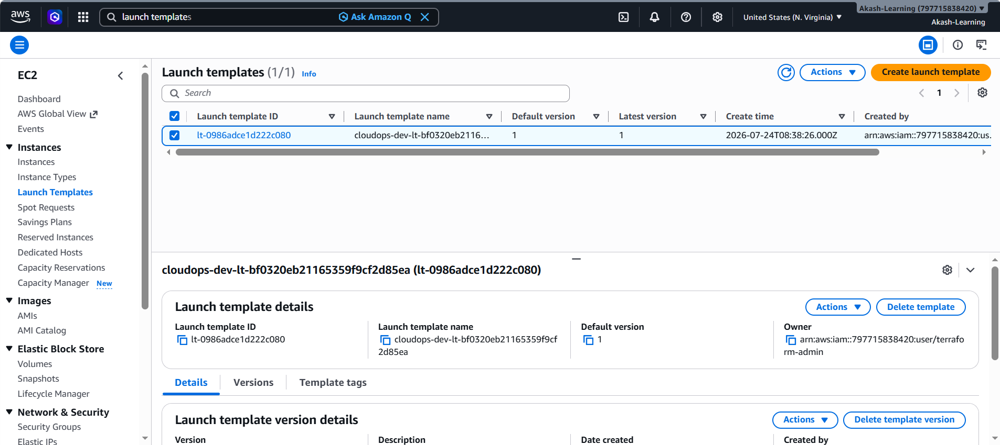 aws
launch templates
Ask Amazon Q
United States (N. Virginia)
Akash-Learning (797715838420)
Akash-Learning
EC2
Dashboard
AWS Global View
Events
Instances
Instances
Instance Types
Launch Templates
Spot Requests
Savings Plans
Reserved Instances
Dedicated Hosts
Capacity Reservations
Capacity Manager New
Images
AMIs
AMI Catalog
Elastic Block Store
Volumes
Snapshots
Lifecycle Manager
Network & Security
Security Groups
Elastic IPs
Launch templates (1/1) Info
Actions
Create launch template
Search
1
Launch template ID Launch template name Default version Latest version Create time Created by
lt-0986adce1d222c080 cloudops-dev-lt-bf0320eb2116... 1 1 2026-07-24T08:38:26.000Z arn:aws:iam::797715838420:us.
cloudops-dev-lt-bf0320eb21165359f9cf2d85ea (lt-0986adce1d222c080)
Launch template details
Actions
Delete template
Launch template ID
lt-0986adce1d222c080
Launch template name
cloudops-dev-lt-bf0320eb21165359f9cf
2d85ea
Default version
1
Owner
arn:aws:iam::797715838420:user/terrafo
rm-admin
Details Versions Template tags
Launch template version details
Actions
Delete template version
Version Description Date created Created by